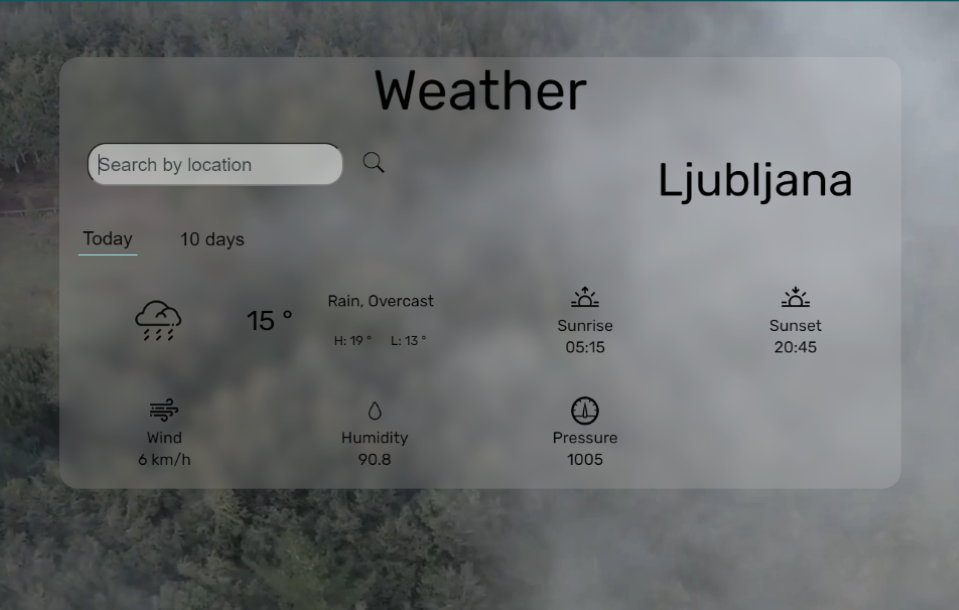 Weather
Search by location
Ljubljana
Today 10 days
15 °
Rain, Overcast
H: 19 ° L: 13 °
Sunrise
05:15
Sunset
20:45
Wind
6 km/h
Humidity
90.8
Pressure
1005